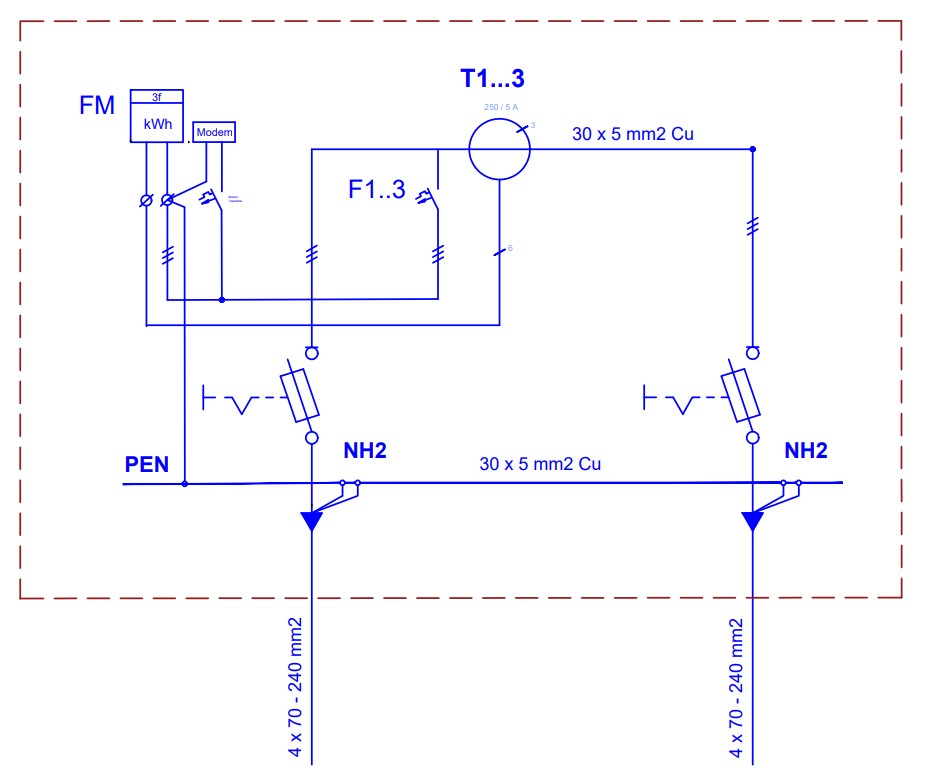 T1...3
FM
3f
kWh
Modem
250 / 5 A
3
30 x 5 mm2 Cu
F1..3
6
NH2
NH2
PEN
30 x 5 mm2 Cu
4 x 70 - 240 mm2
4 x 70 - 240 mm2